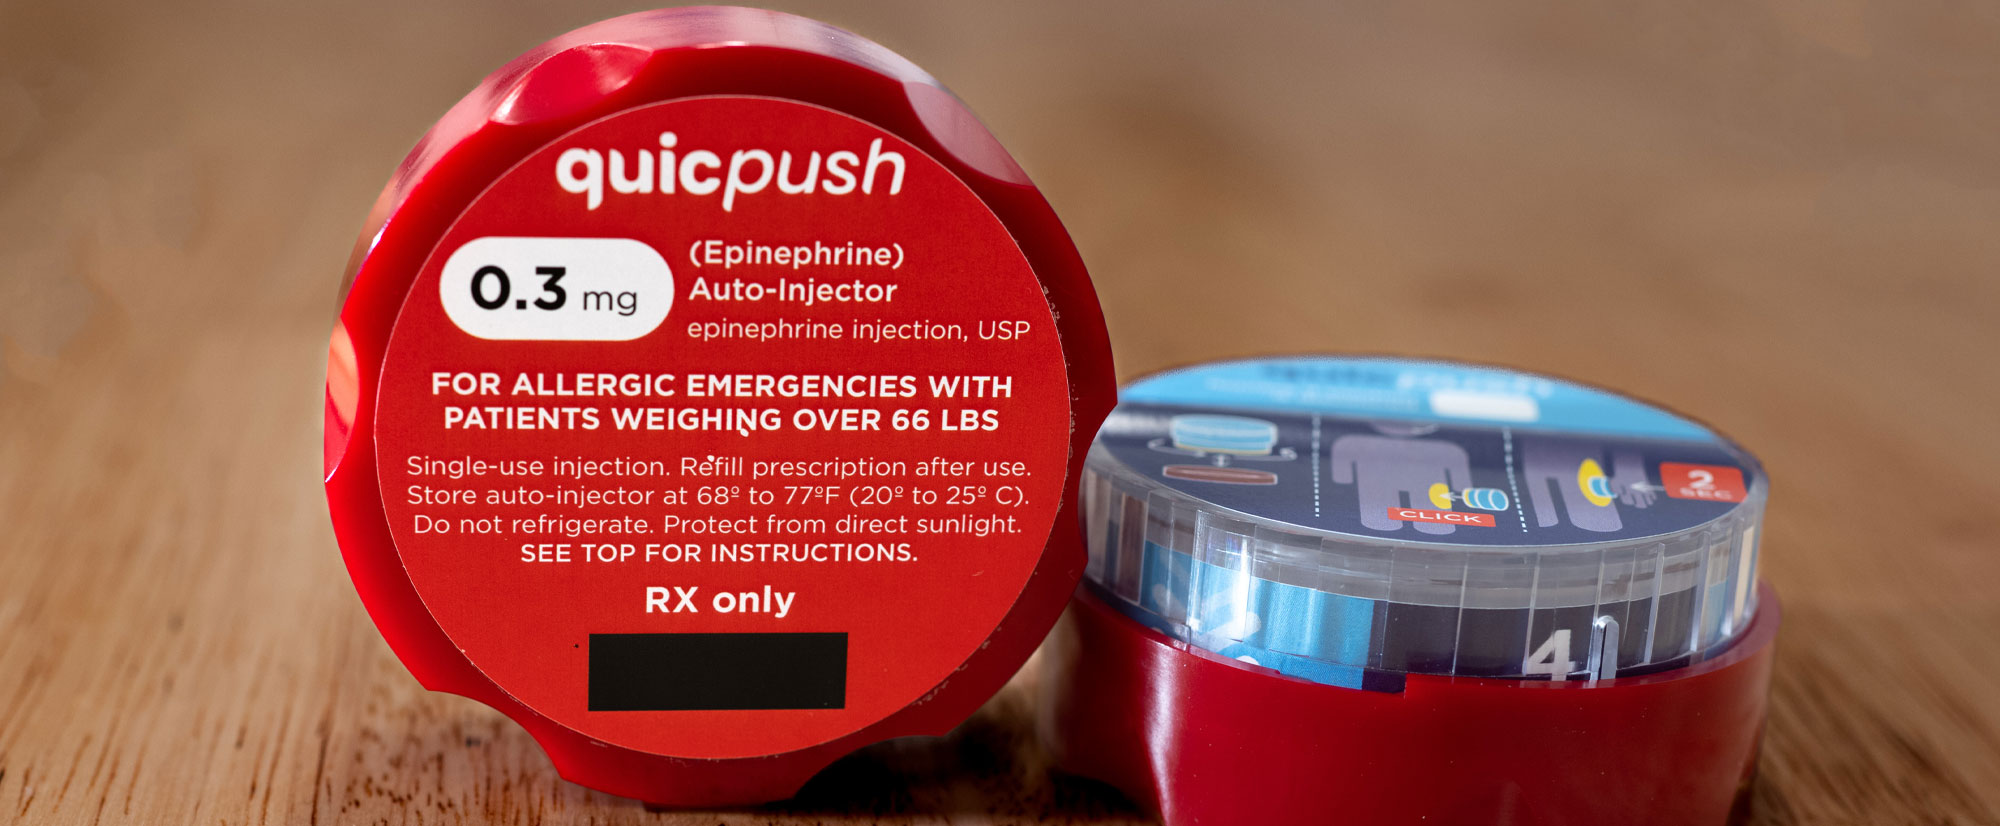 quicpush
0.3 mg
(Epinephrine)
Auto-Injector
epinephrine injection, USP
FOR ALLERGIC EMERGENCIES WITH
PATIENTS WEIGHING OVER 66 LBS
Single-use injection. Refill prescription after use.
Store auto-injector at 68º to 77ºF (20º to 25º C).
Do not refrigerate. Protect from direct sunlight.
SEE TOP FOR INSTRUCTIONS.
RX only
CLICK
2
SEC
4